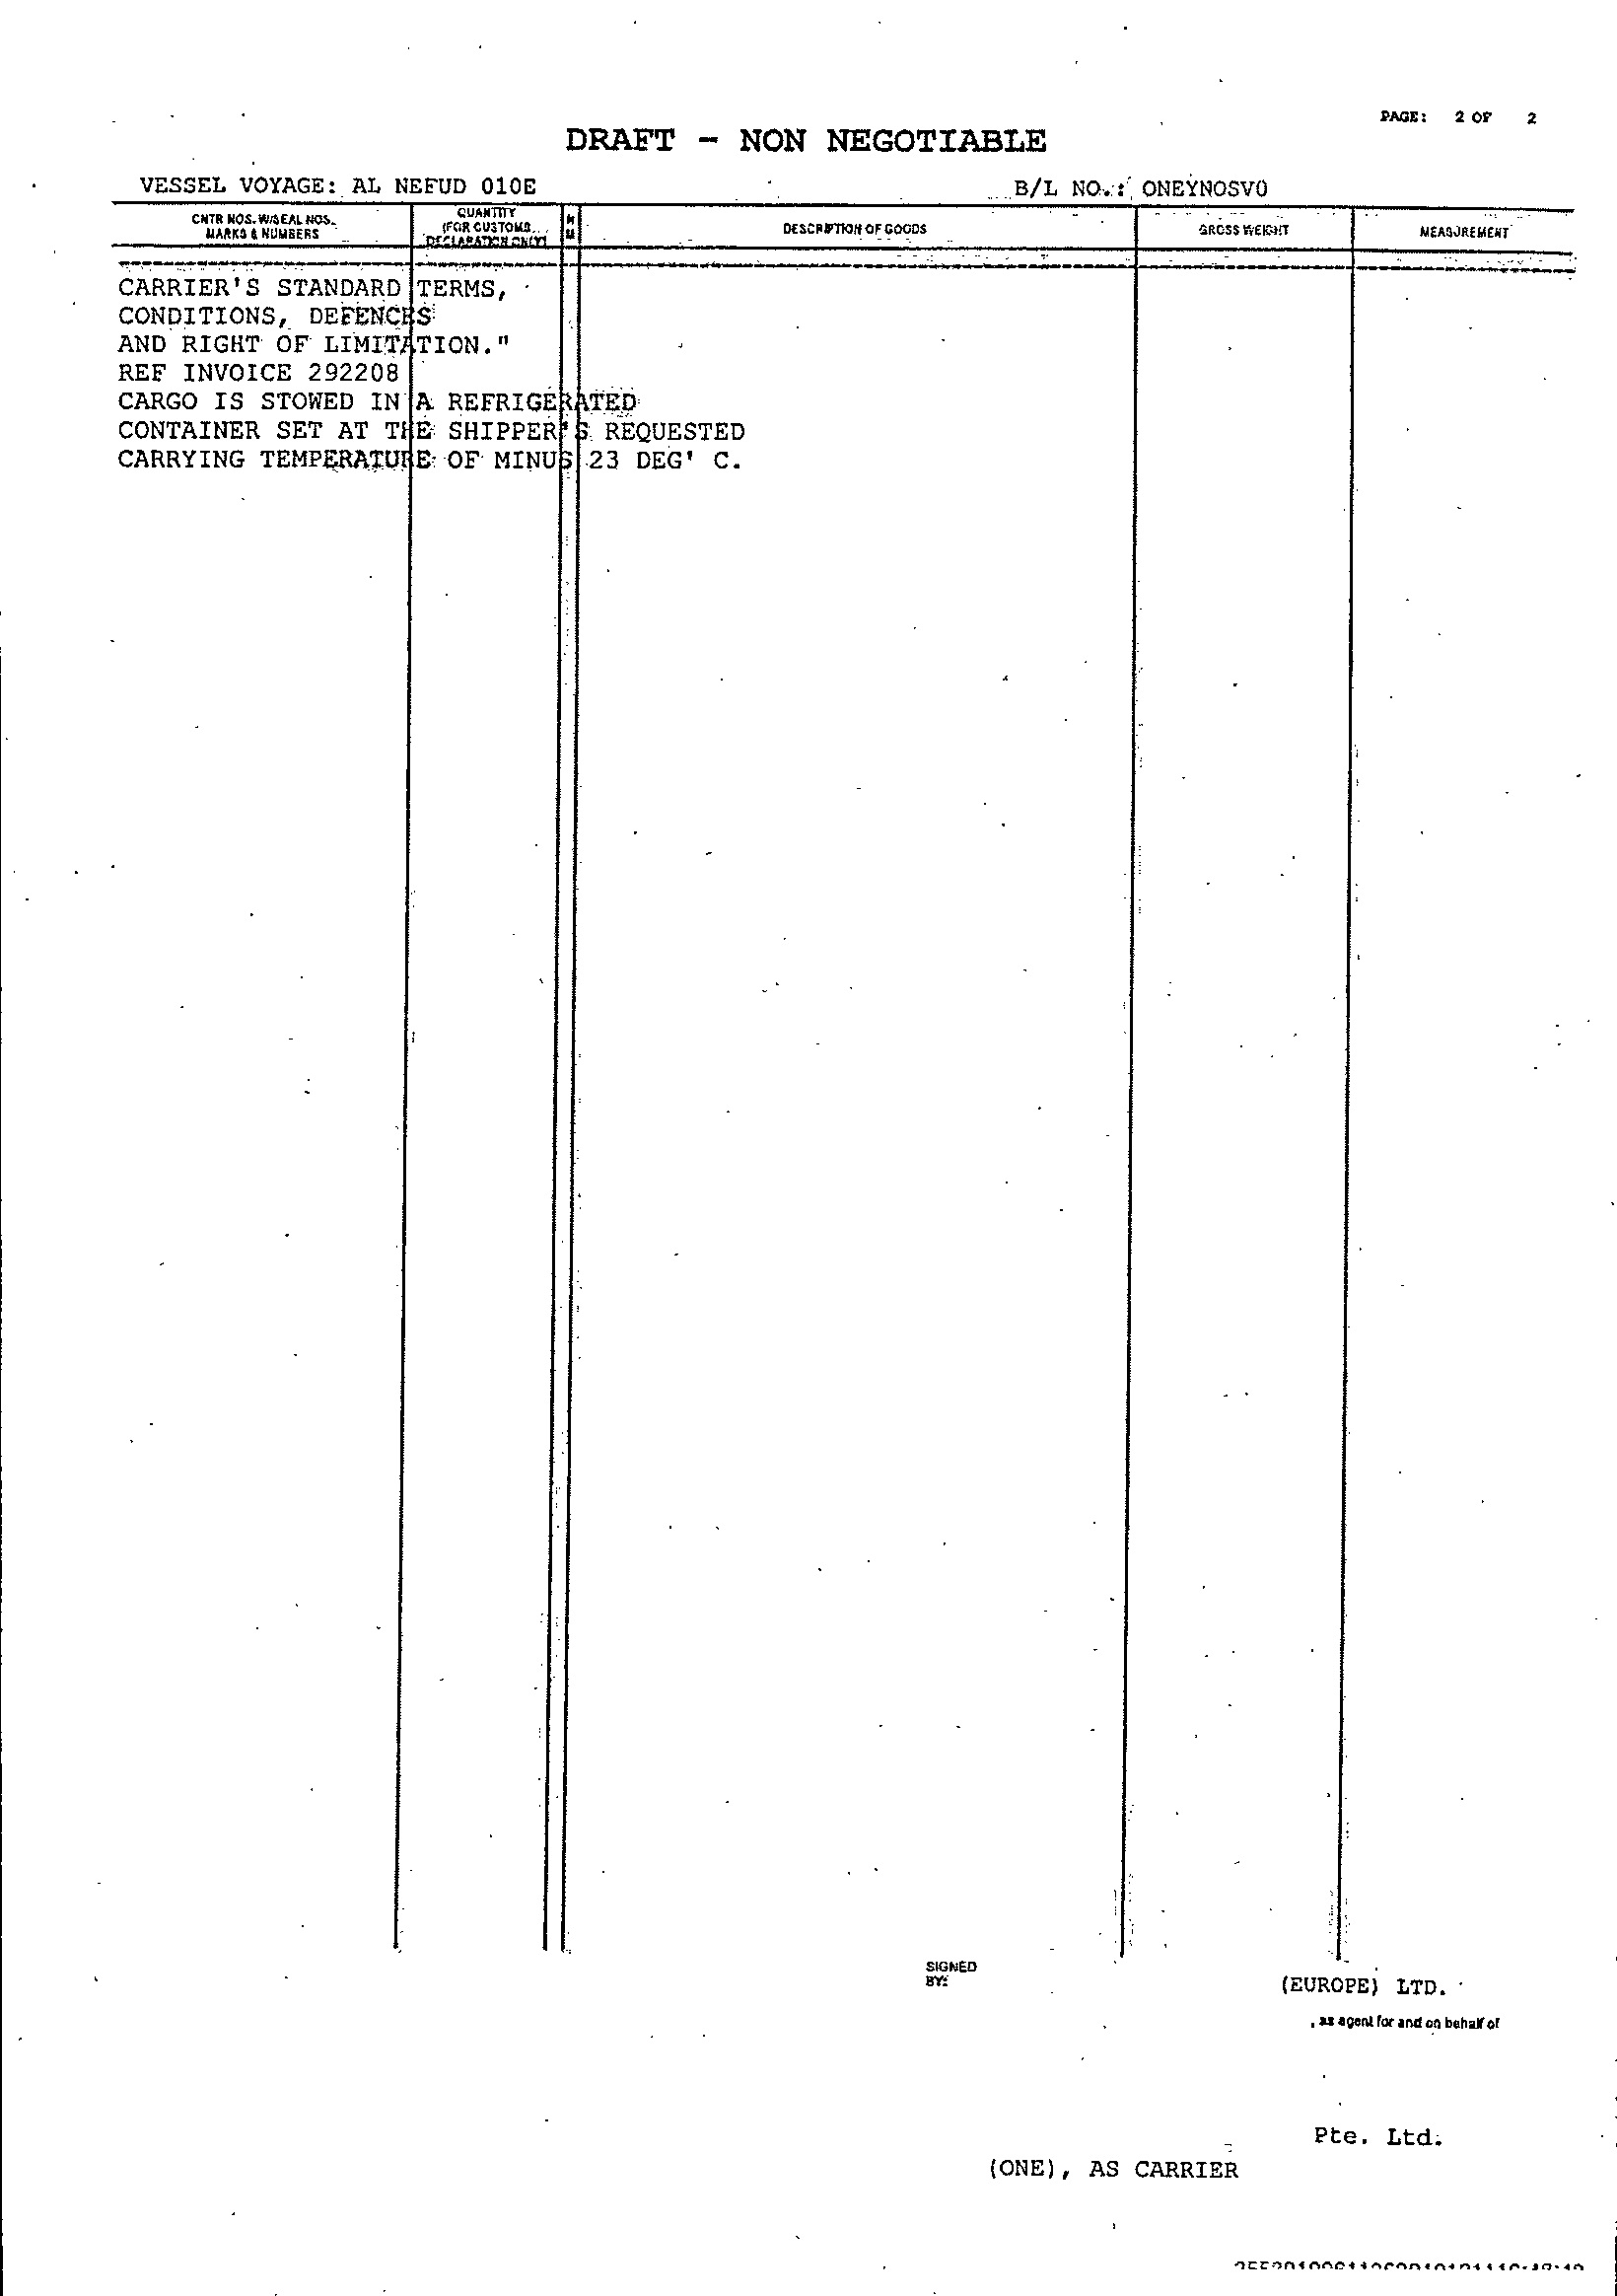 PAGE: 2 OF 2
DRAFT - NON NEGOTIABLE
VESSEL VOYAGE: AL NEFUD 010E B/L NO.: ONEYNOSV0
CNTR NOS. W/SEAL NOS.
MARKS & NUMBERS
QUANTITY
(FOR CUSTOMS
DECLARATION ONLY)
DESCRIPTION OF GOODS
GROSS WEIGHT
MEASUREMENT
CARRIER'S STANDARD TERMS,
CONDITIONS, DEFENCES
AND RIGHT OF LIMITATION."
REF INVOICE 292208
CARGO IS STOWED IN A REFRIGERATED
CONTAINER SET AT THE SHIPPER'S REQUESTED
CARRYING TEMPERATURE OF MINUS 23 DEG' C.
SIGNED
BY:
(EUROPE) LTD.
, as agent for and on behalf of
Pte. Ltd.
(ONE), AS CARRIER